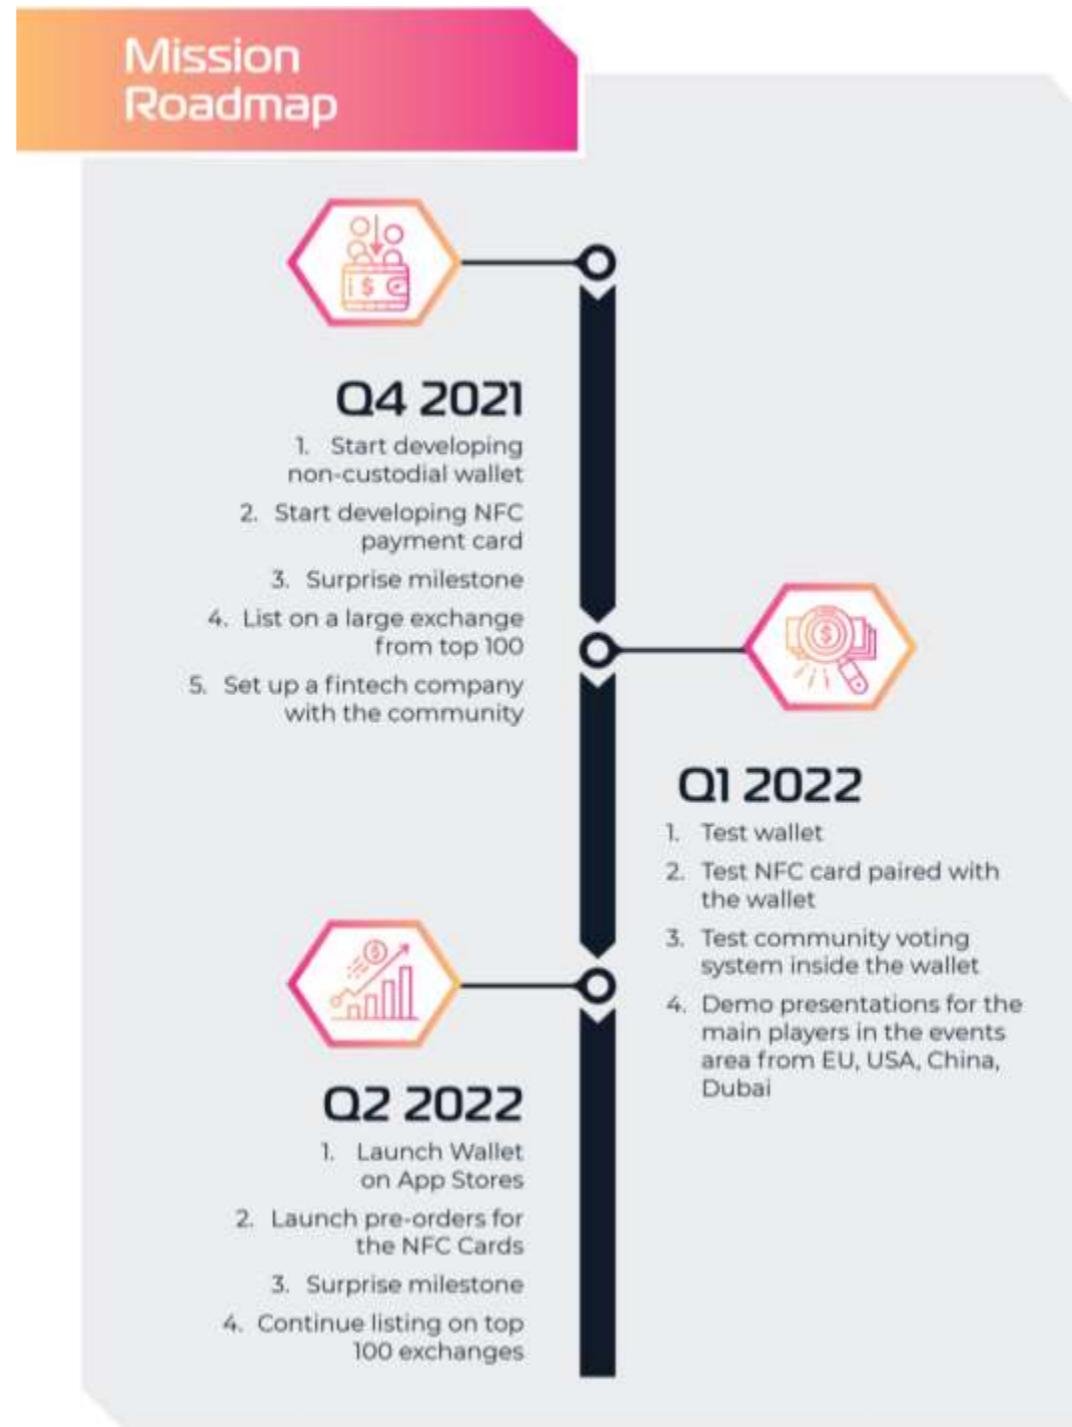 Mission
Roadmap
Q4 2021
1. Start developing
non-custodial wallet
2. Start developing NFC
payment card
3. Surprise milestone
4. List on a large exchange
from top 100
5. Set up a fintech company
with the community
Q1 2022
1. Test wallet
2. Test NFC card paired with
the wallet
3. Test community voting
system inside the wallet
4. Demo presentations for the
main players in the events
area from EU, USA, China,
Dubai
Q2 2022
1. Launch Wallet
on App Stores
2. Launch pre-orders for
the NFC Cards
3. Surprise milestone
4. Continue listing on top
100 exchanges